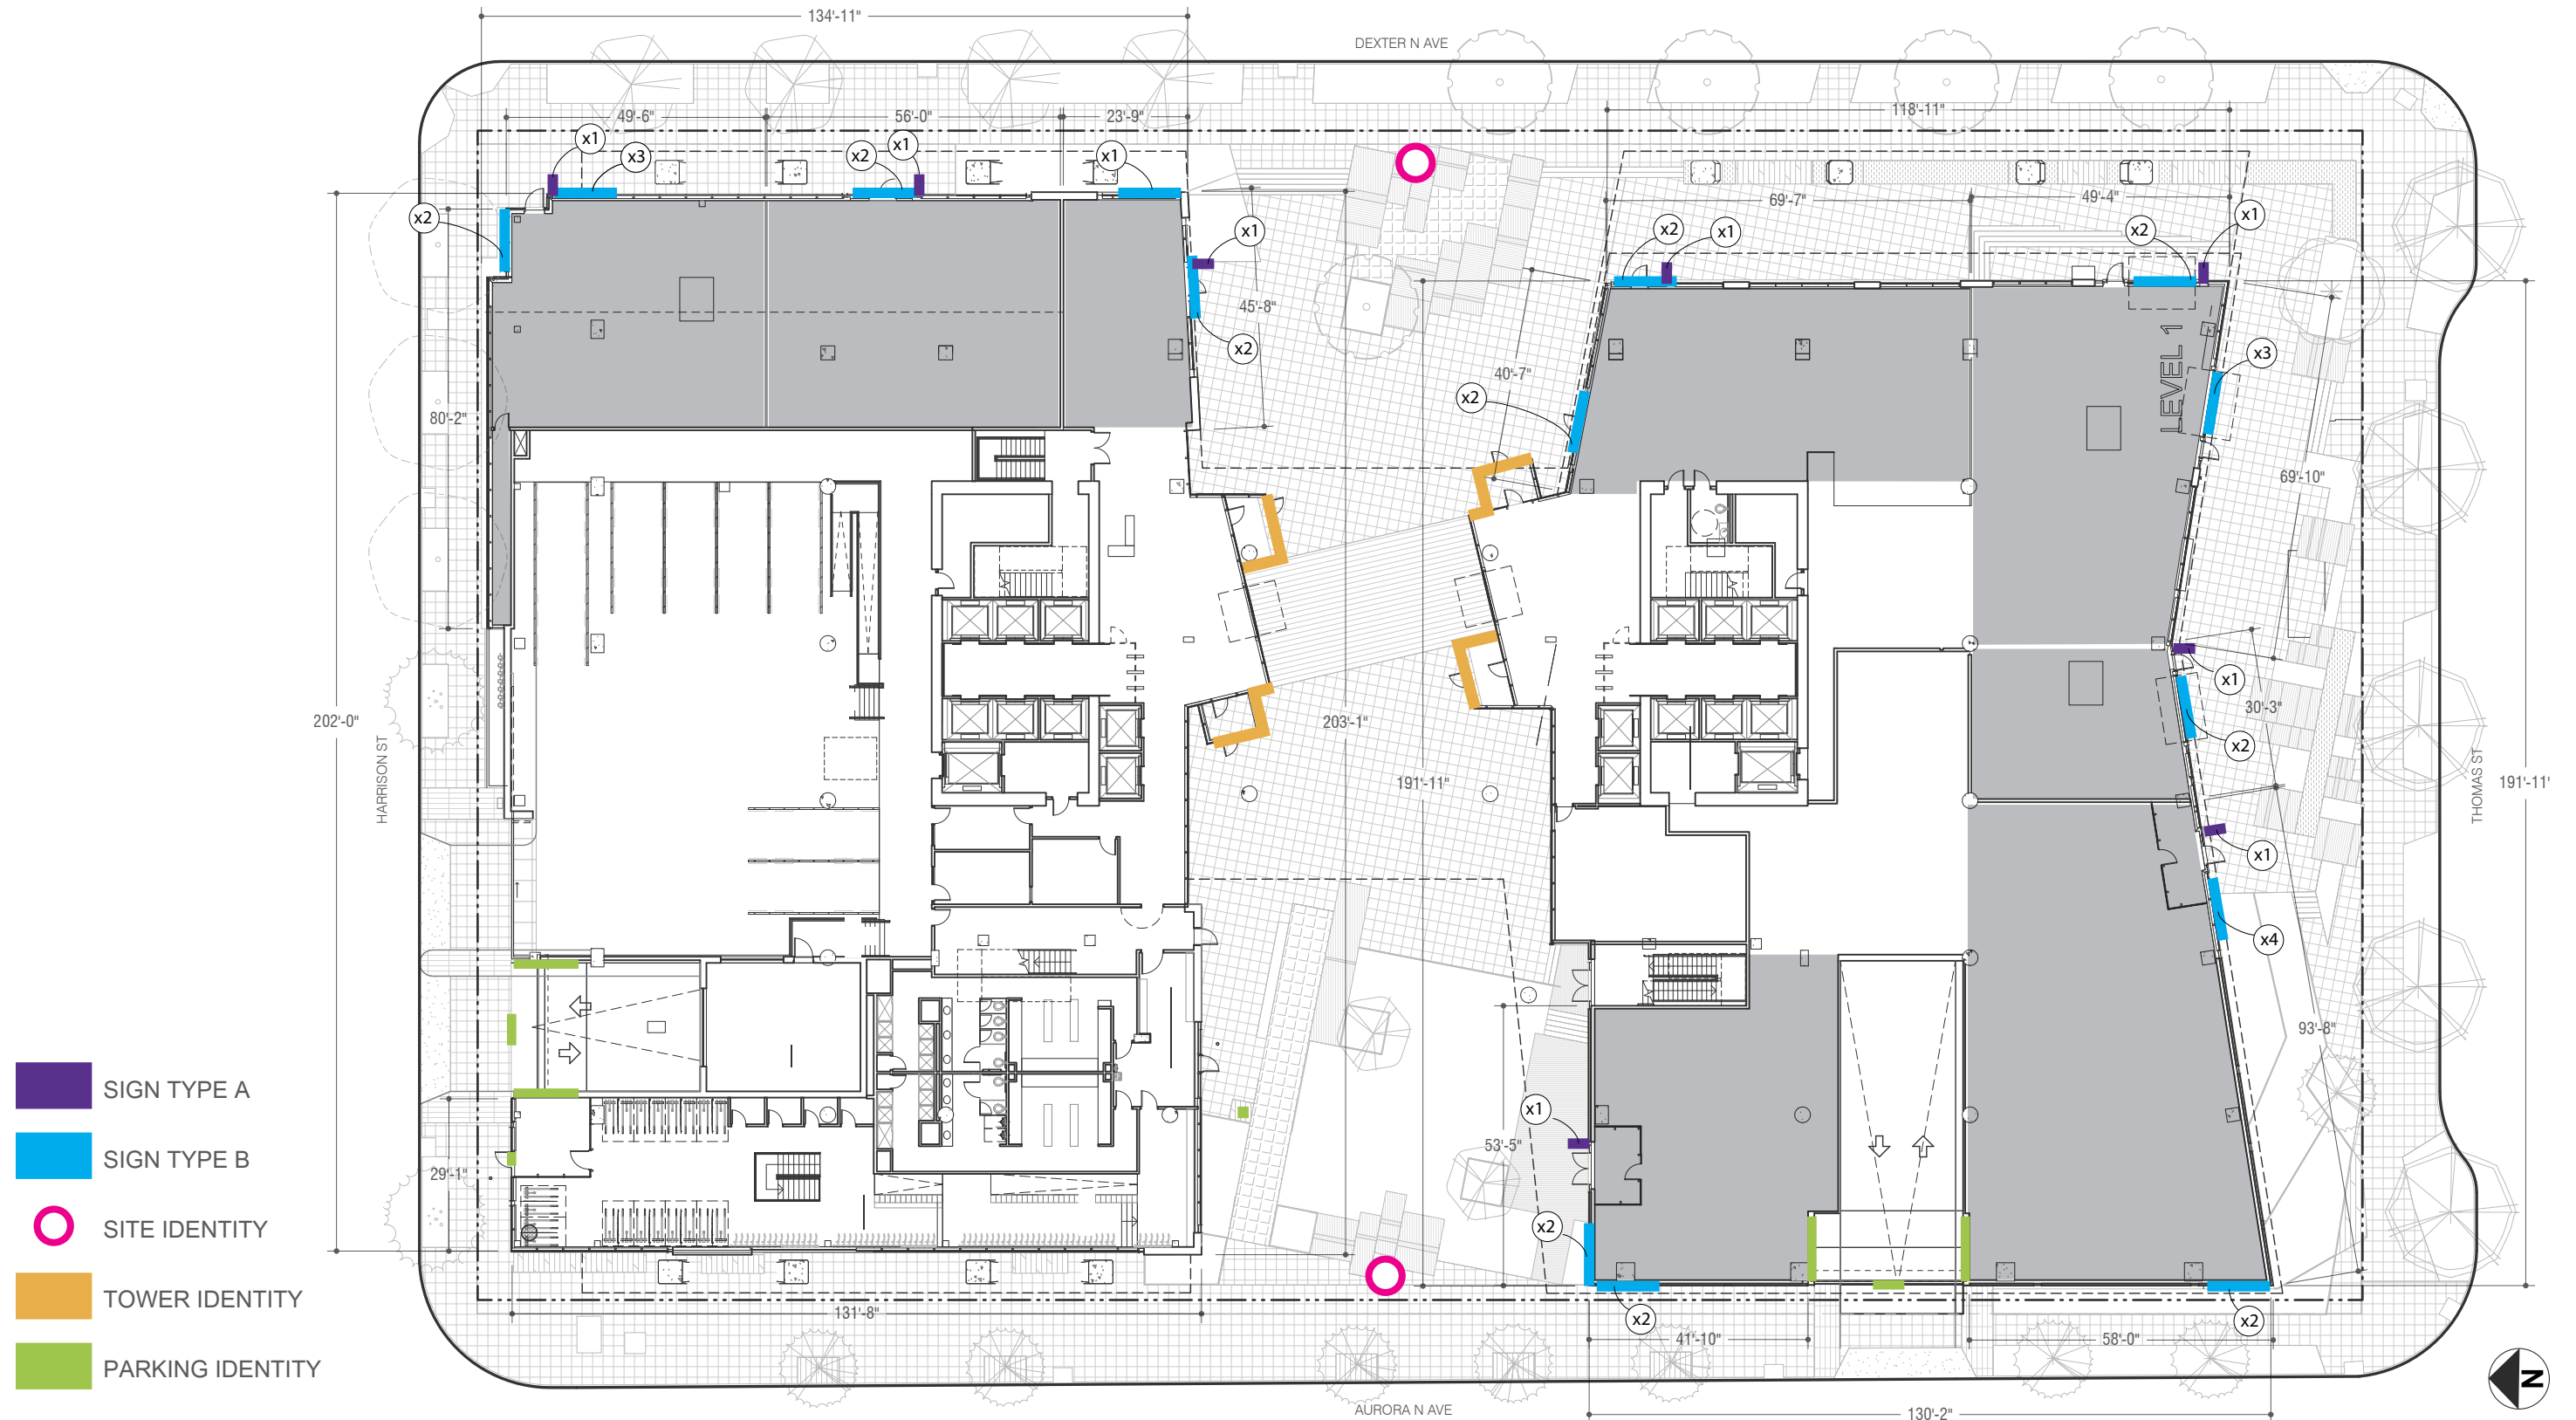 134'-11"
DEXTER N AVE
49'-6"
56'-0"
23'-9"
118'-11"
x1
x3
x2
x1
x1
69'-7"
49'-4"
x2
x1
x2
x1
x2
x1
45'-8"
x2
x3
40'-7"
x2
LEVEL 1
80'-2"
69'-10"
x1
30'-3"
x2
202'-0"
203'-1"
191'-11"
191'-11"
HARRISON ST
THOMAS ST
x1
x4
93'-8"
SIGN TYPE A
x1
53'-5"
SIGN TYPE B
29'-1"
SITE IDENTITY
x2
TOWER IDENTITY
131'-8"
x2
x2
41'-10"
58'-0"
PARKING IDENTITY
N
AURORA N AVE
130'-2"